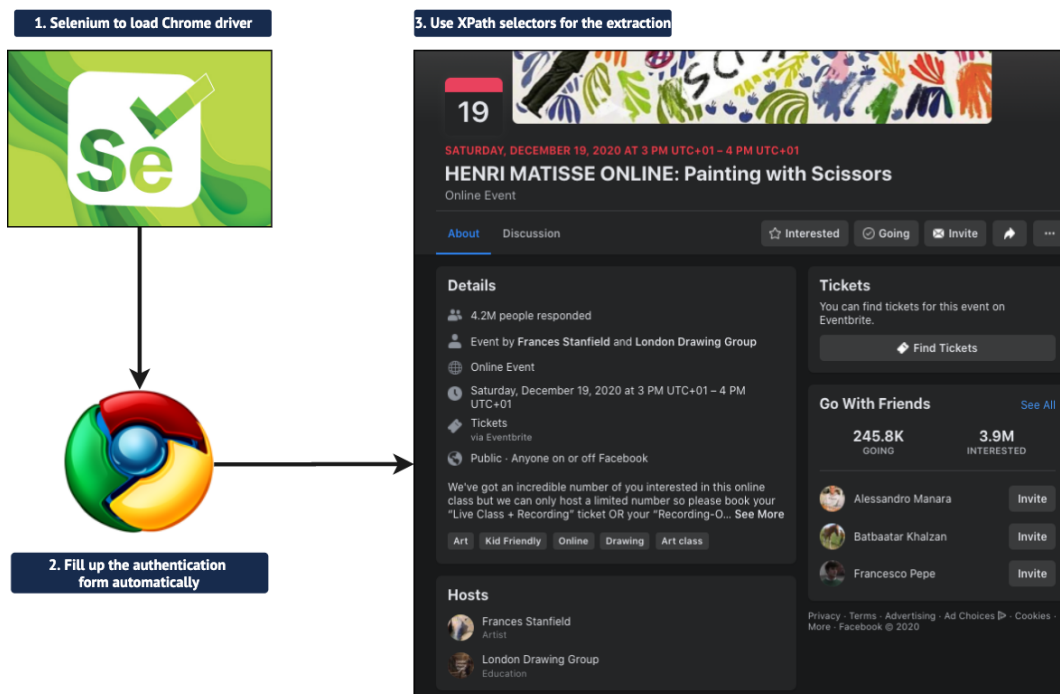 1. Selenium to load Chrome driver
Se
2. Fill up the authentication
form automatically
3. Use XPath selectors for the extraction
19
SATURDAY, DECEMBER 19, 2020 AT 3 PM UTC+01 – 4 PM UTC+01
HENRI MATISSE ONLINE: Painting with Scissors
Online Event
About
Discussion
Interested
Going
Invite
Details
4.2M people responded
Event by Frances Stanfield and London Drawing Group
Online Event
Saturday, December 19, 2020 at 3 PM UTC+01 – 4 PM
UTC+01
Tickets
via Eventbrite
Public · Anyone on or off Facebook
We've got an incredible number of you interested in this online
class but we can only host a limited number so please book your
"Live Class + Recording" ticket OR your "Recording-O... See More
Art
Kid Friendly
Online
Drawing
Art class
Hosts
Frances Stanfield
Artist
London Drawing Group
Education
Tickets
You can find tickets for this event on
Eventbrite.
Find Tickets
Go With Friends
See All
245.8K
GOING
3.9M
INTERESTED
Alessandro Manara
Invite
Batbaatar Khalzan
Invite
Francesco Pepe
Invite
Privacy · Terms · Advertising · Ad Choices · Cookies ·
More · Facebook © 2020